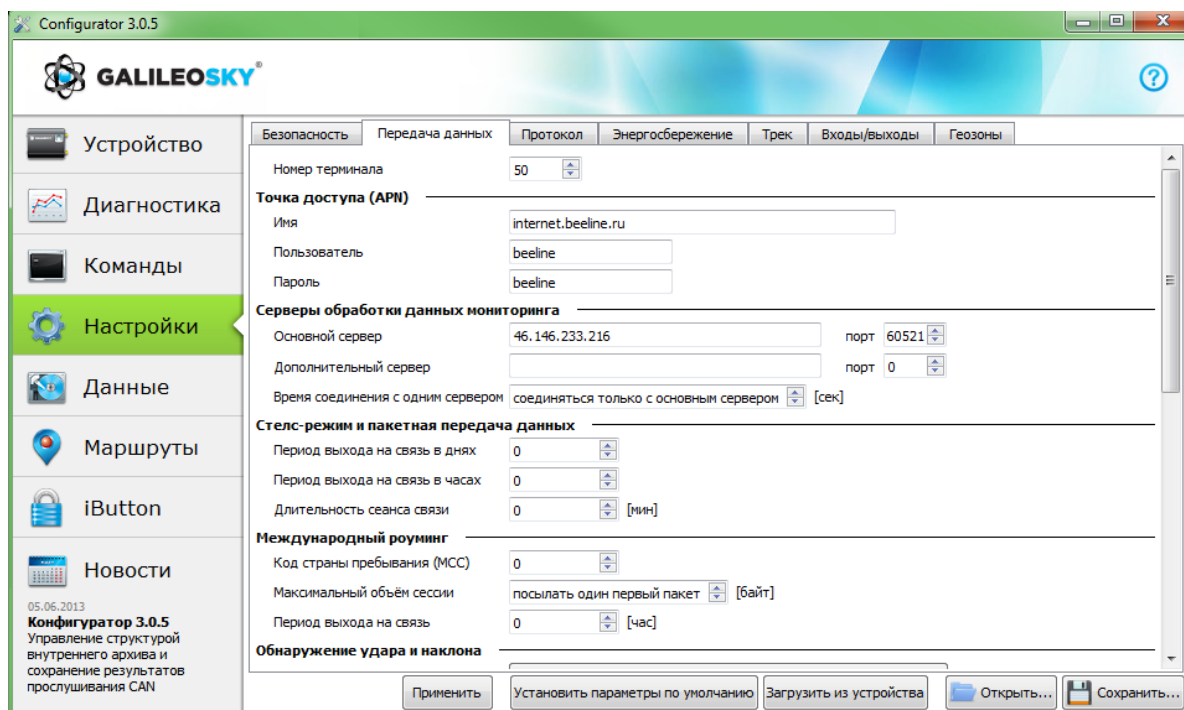 Configurator 3.0.5
GALILEOSKY®
?
Устройство
Диагностика
Команды
Настройки
Данные
Маршруты
iButton
Новости
05.06.2013
Конфигуратор 3.0.5
Управление структурой
внутреннего архива и
сохранение результатов
прослушивания CAN
Безопасность Передача данных Протокол Энергосбережение Трек Входы/выходы Геозоны
Номер терминала 50
Точка доступа (APN)
Имя internet.beeline.ru
Пользователь beeline
Пароль beeline
Серверы обработки данных мониторинга
Основной сервер 46.146.233.216 порт 60521
Дополнительный сервер порт 0
Время соединения с одним сервером соединяться только с основным сервером [сек]
Стелс-режим и пакетная передача данных
Период выхода на связь в днях 0
Период выхода на связь в часах 0
Длительность сеанса связи 0 [мин]
Международный роуминг
Код страны пребывания (MCC) 0
Максимальный объём сессии посылать один первый пакет [байт]
Период выхода на связь 0 [час]
Обнаружение удара и наклона
Применить Установить параметры по умолчанию Загрузить из устройства Открыть... Сохранить...